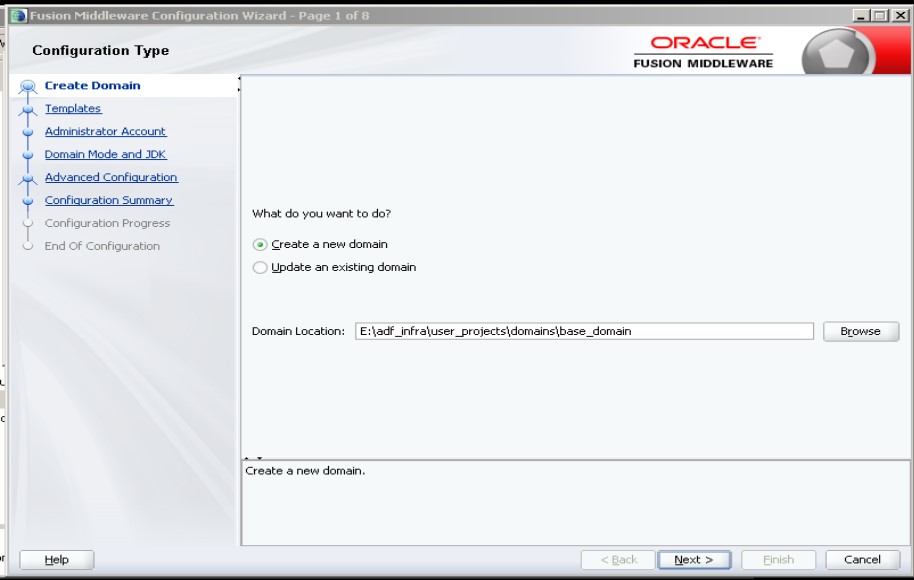 Fusion Middleware Configuration Wizard - Page 1 of 8
Configuration Type
ORACLE
FUSION MIDDLEWARE
Create Domain
Templates
Administrator Account
Domain Mode and JDK
Advanced Configuration
Configuration Summary
Configuration Progress
End Of Configuration
What do you want to do?
Create a new domain
Update an existing domain
Domain Location: E:\adf_infra\user_projects\domains\base_domain Browse
Create a new domain.
Help < Back Next > Finish Cancel